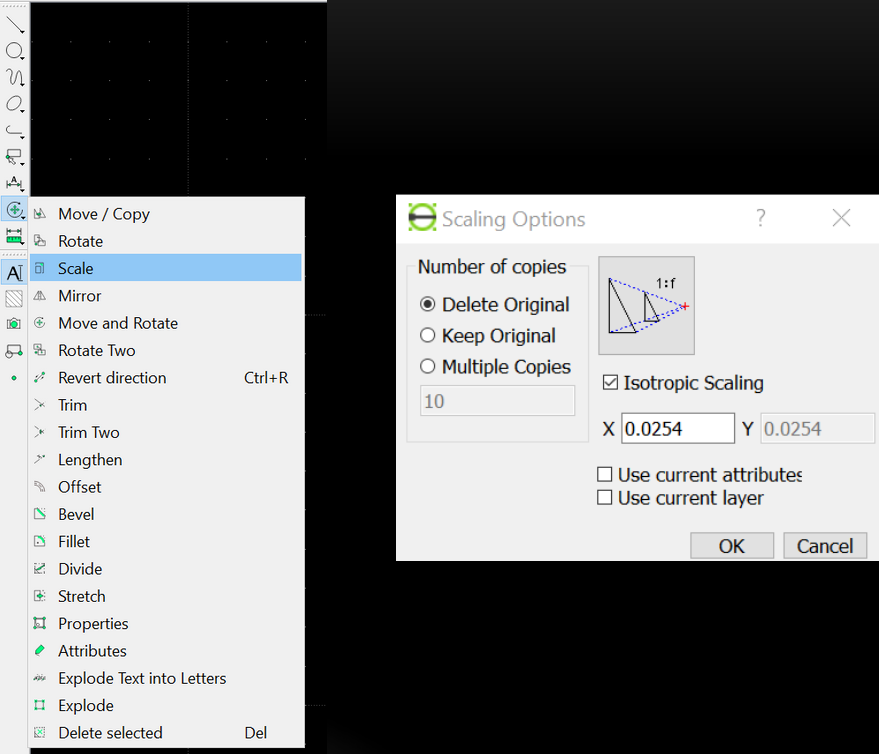 Move / Copy
Rotate
Scale
Mirror
Move and Rotate
Rotate Two
Revert direction Ctrl+R
Trim
Trim Two
Lengthen
Offset
Bevel
Fillet
Divide
Stretch
Properties
Attributes
Explode Text into Letters
Explode
Delete selected Del
Scaling Options ?
Number of copies
Delete Original
Keep Original
Multiple Copies
10
1:f
Isotropic Scaling
X 0.0254 Y 0.0254
Use current attributes
Use current layer
OK Cancel